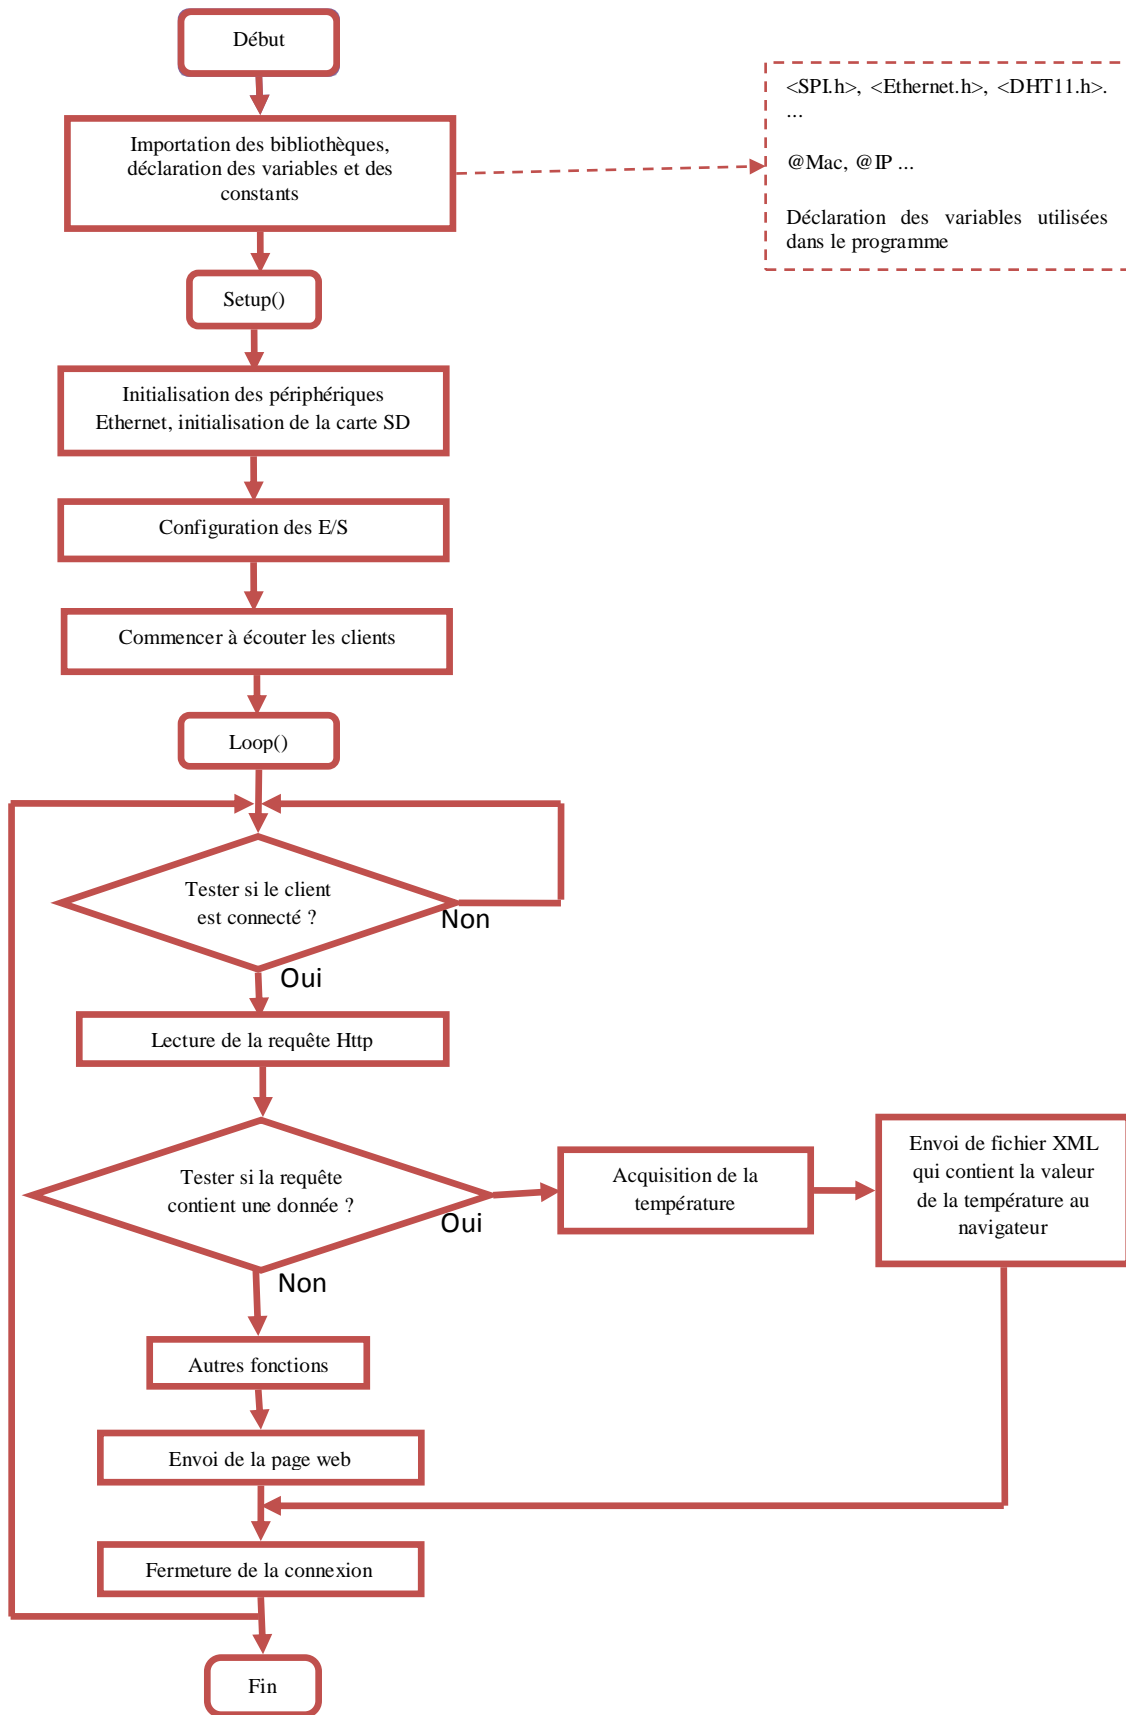 Début
<SPI.h>, <Ethernet.h>, <DHT11.h>.
...
@Mac, @IP ...
Déclaration des variables utilisées
dans le programme
Importation des bibliothèques,
déclaration des variables et des
constants
Setup()
Initialisation des périphériques
Ethernet, initialisation de la carte SD
Configuration des E/S
Commencer à écouter les clients
Loop()
Tester si le client
est connecté ?
Non
Oui
Lecture de la requête Http
Tester si la requête
contient une donnée ?
Oui
Acquisition de la
température
Envoi de fichier XML
qui contient la valeur
de la température au
navigateur
Non
Autres fonctions
Envoi de la page web
Fermeture de la connexion
Fin